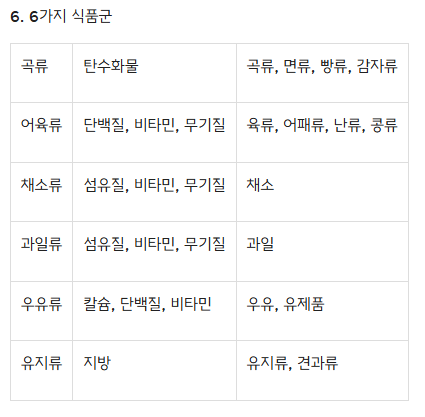 6. 6가지 식품군
곡류 탄수화물 곡류, 면류, 빵류, 감자류
어육류 단백질, 비타민, 무기질 육류, 어패류, 난류, 콩류
채소류 섬유질, 비타민, 무기질 채소
과일류 섬유질, 비타민, 무기질 과일
우유류 칼슘, 단백질, 비타민 우유, 유제품
유지류 지방 유지류, 견과류